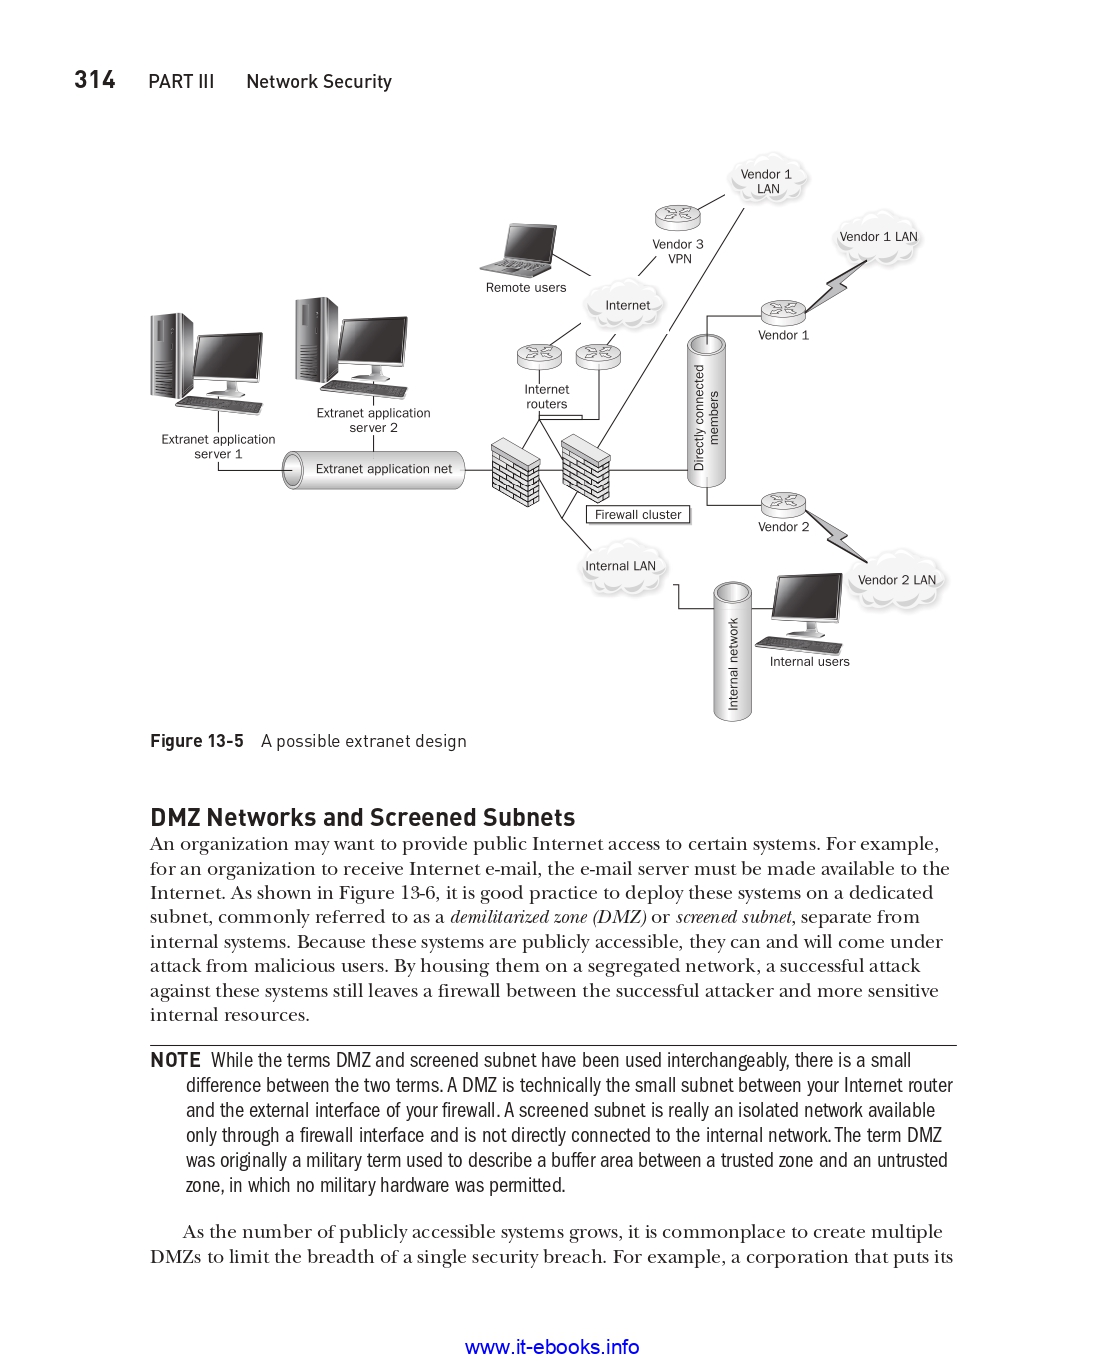 314 PART III Network Security
Vendor 1
LAN
Vendor 3
VPN
Vendor 1 LAN
Remote users
Internet
Vendor 1
Internet
routers
Directly connected
members
Extranet application
server 2
Extranet application
server 1
Extranet application net
Firewall cluster
Vendor 2
Internal LAN
Vendor 2 LAN
Internal network
Internal users
Figure 13-5 A possible extranet design
DMZ Networks and Screened Subnets
An organization may want to provide public Internet access to certain systems. For example,
for an organization to receive Internet e-mail, the e-mail server must be made available to the
Internet. As shown in Figure 13-6, it is good practice to deploy these systems on a dedicated
subnet, commonly referred to as a demilitarized zone (DMZ) or screened subnet, separate from
internal systems. Because these systems are publicly accessible, they can and will come under
attack from malicious users. By housing them on a segregated network, a successful attack
against these systems still leaves a firewall between the successful attacker and more sensitive
internal resources.
NOTE While the terms DMZ and screened subnet have been used interchangeably, there is a small
difference between the two terms. A DMZ is technically the small subnet between your Internet router
and the external interface of your firewall. A screened subnet is really an isolated network available
only through a firewall interface and is not directly connected to the internal network. The term DMZ
was originally a military term used to describe a buffer area between a trusted zone and an untrusted
zone, in which no military hardware was permitted.
As the number of publicly accessible systems grows, it is commonplace to create multiple
DMZs to limit the breadth of a single security breach. For example, a corporation that puts its
www.it-ebooks.info